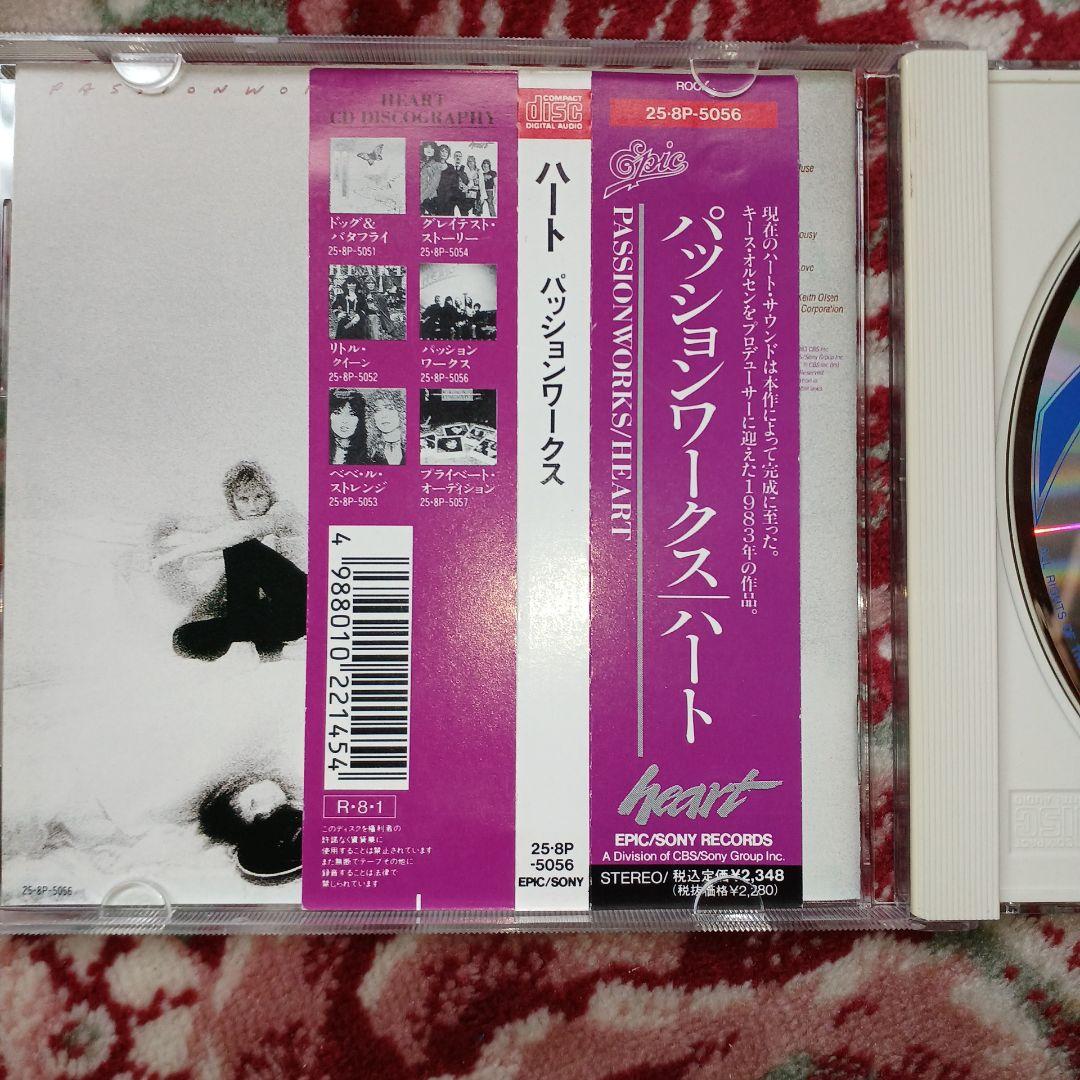 PASSIONWO
HEART
CD DISCOGRAPHY
ドッグ&
バタフライ
25・8P-5051
グレイテスト・
ストーリー
25・8P-5054
リトル・
クイーン
25・8P-5052
パッション
ワークス
25・8P-5056
ベベ・ル・
ストレンジ
25・8P-5053
プライベート・
オーディション
25・8P-5057
4 988010 221454
R・8・1
このディスクを権利者の
許諾なく賃貸業に
使用することは禁止されています
また無断でテープその他に
録音することは法律で
禁じられています
25・8P-5056
COMPACT
disc
DIGITAL AUDIO
ハート パッションワークス
25・8P
-5056
EPIC/SONY
ROCK
25・8P-5056
Epic
現在のハート・サウンドは本作によって完成に至った。
キース・オルセンをプロデューサーに迎えた1983年の作品。
パッションワークス/ハート
PASSIONWORKS/HEART
heart
EPIC/SONY RECORDS
A Division of CBS/Sony Group Inc.
STEREO/ 税込定価¥2,348
(税抜価格¥2,280)
ousy
Love
Keith Olsen
Corporation
ALL RIGHTS